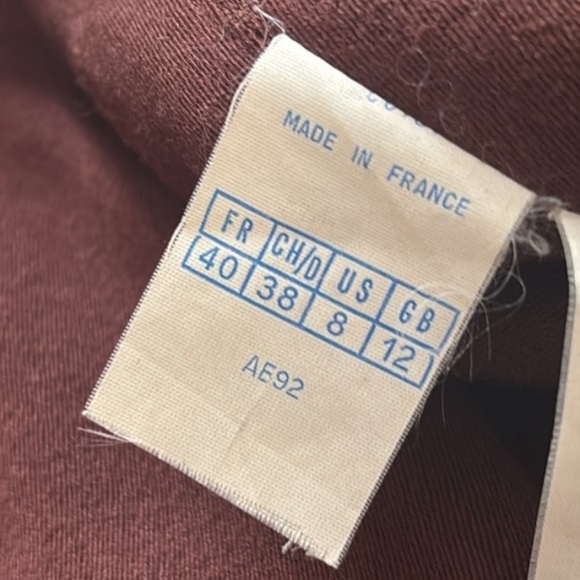 MADE IN FRANCE
FR CH/D US GB
40 38 8 12
AE92